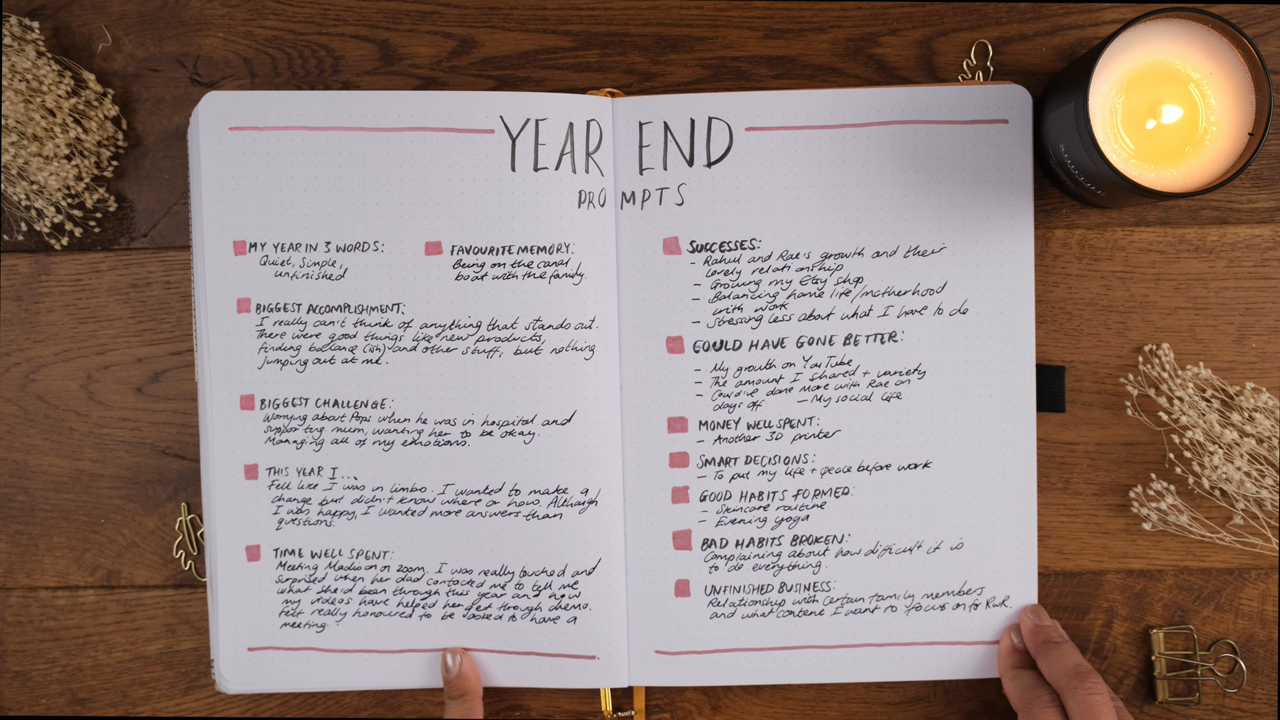 YEAR END
PROMPTS
MY YEAR IN 3 WORDS:
Quiet, Simple,
unfinished
FAVOURITE MEMORY:
Being on the canal
boat with the family.
BIGGEST ACCOMPLISHMENT:
I really can't think of anything that stands out.
There were good things like new products,
finding balance (ish) and other stuff, but nothing
jumping out at me.
BIGGEST CHALLENGE:
Worrying about Pops when he was in hospital and
supporting mum, wanting her to be okay.
Managing all of my emotions.
THIS YEAR I...
Felt like I was in limbo. I wanted to make a
change but didn't know where or how. Although
I was happy, I wanted more answers than
questions.
TIME WELL SPENT:
Meeting Madison on zoom. I was really touched and
surprised when her dad contacted me to tell me
what she'd been through this year and how
my videos have helped her get through chemo.
felt really honoured to be asked to have a
meeting.
SUCCESSES:
- Rahul and Rae's growth and their
lovely relationship
- Growing my Etsy shop
- Balancing home life/motherhood
with work
- Stressing less about what I have to do
COULD HAVE GONE BETTER:
- My growth on YouTube
- The amount I shared + variety
- Could've done more with Rae on
days off - My social life
MONEY WELL SPENT:
- Another 3D printer
SMART DECISIONS:
- To put my life + peace before work
GOOD HABITS FORMED:
- Skincare routine
- Evening yoga
BAD HABITS BROKEN:
Complaining about how difficult it is
to do everything.
UNFINISHED BUSINESS:
Relationship with certain family members
and what content I want to focus on for